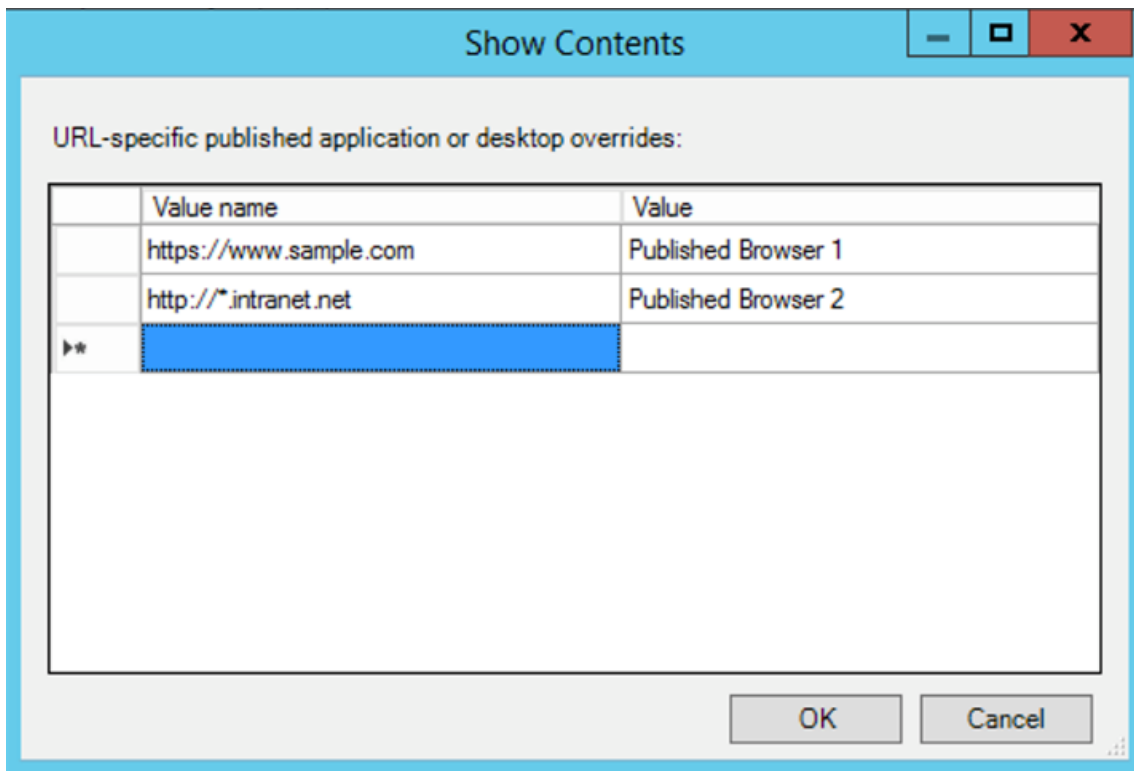 Show Contents
URL-specific published application or desktop overrides:
Value name Value
https://www.sample.com Published Browser 1
http://*.intranet.net Published Browser 2
OK Cancel